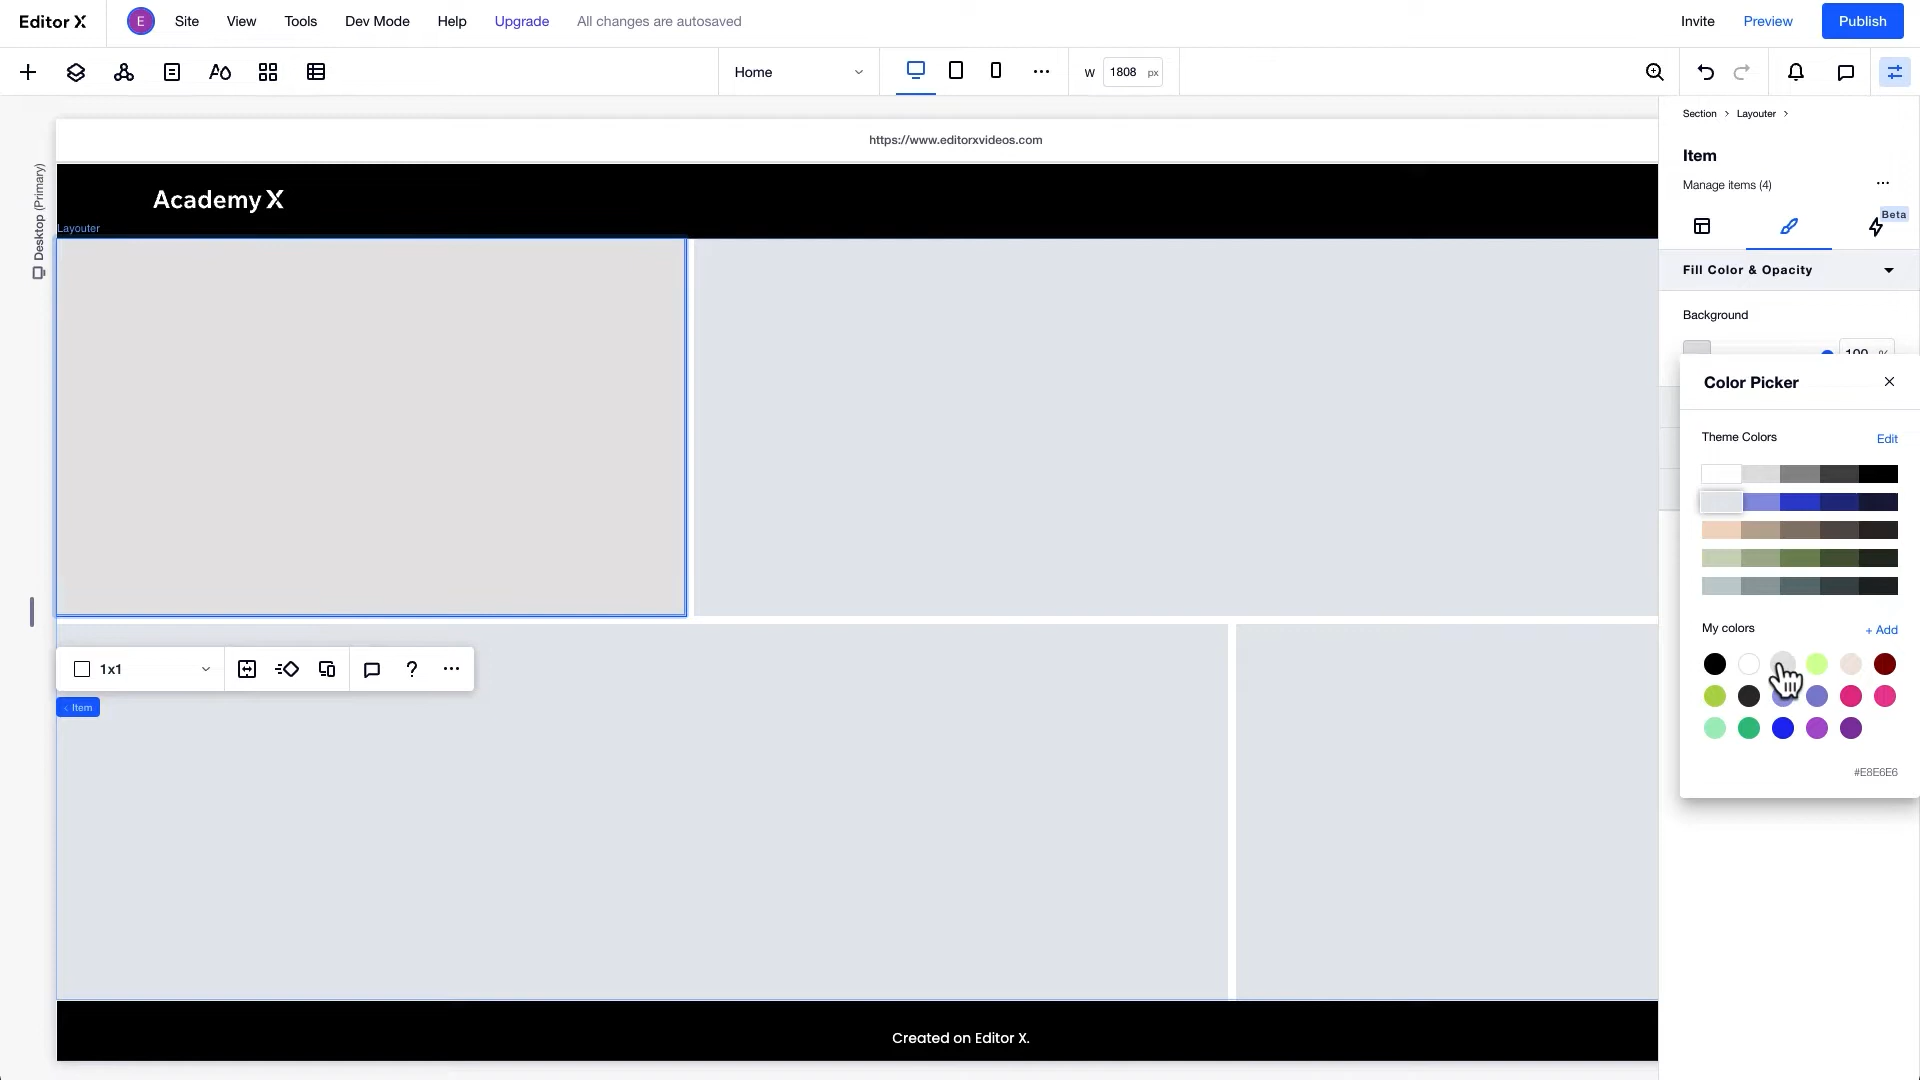 Editor X
E
Site
View
Tools
Dev Mode
Help
Upgrade
All changes are autosaved
Invite
Preview
Publish
Home
W
1808
px
Section
Layouter
https://www.editorxvideos.com
Item
Manage items (4)
Desktop (Primary)
Academy X
Beta
Layouter
Fill Color & Opacity
Background
100 %
Color Picker
Theme Colors
Edit
My colors
+ Add
1x1
?
< Item
#E8E6E6
Created on Editor X.